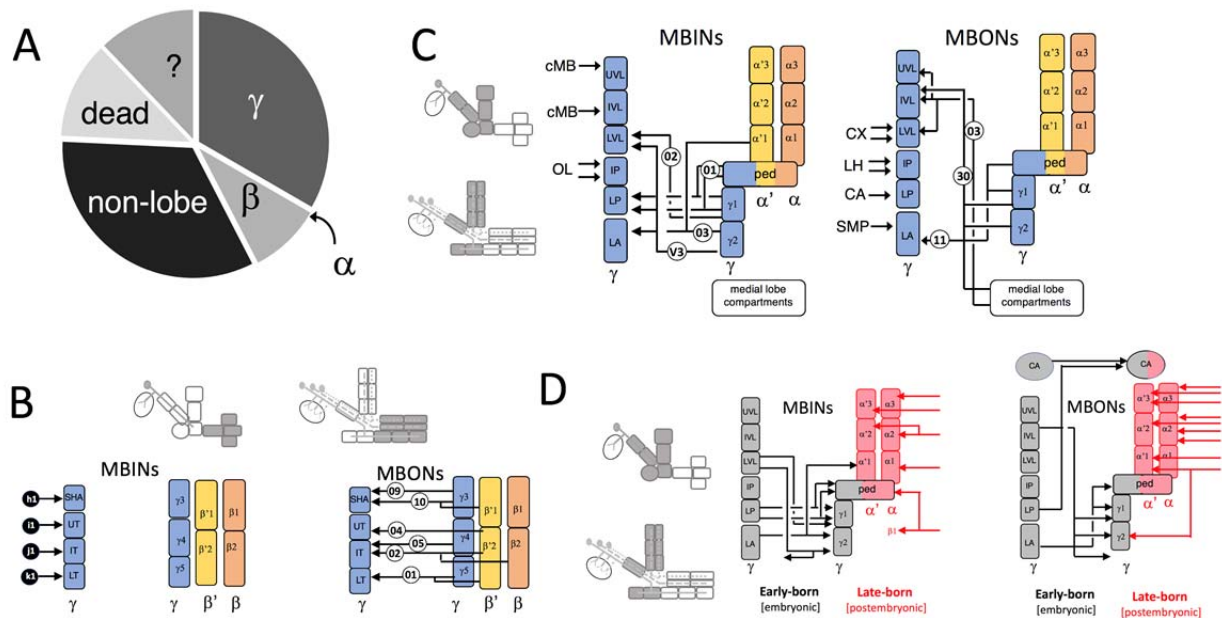 A
?
γ
dead
non-lobe
β
α
C
MBINs
cMB
cMB
OL
UVL
IVL
LVL
IP
LP
LA
γ
02
01
03
V3
α'3
α'2
α'1
α3
α2
α1
ped
α' α
γ1
γ2
γ
medial lobe
compartments
MBONs
CX
LH
CA
SMP
UVL
IVL
LVL
IP
LP
LA
γ
03
30
11
α'3
α'2
α'1
α3
α2
α1
ped
α' α
γ1
γ2
γ
medial lobe
compartments
B
MBINs
h1
i1
j1
k1
SHA
UT
IT
LT
γ
γ3
γ4
γ5
β'1
β'2
β1
β2
γ β' β
MBONs
SHA
UT
IT
LT
γ
09
10
04
05
02
01
γ3
γ4
γ5
β'1
β'2
β1
β2
γ β' β
D
MBINs
UVL
IVL
LVL
IP
LP
LA
γ
α'3
α'2
α'1
α3
α2
α1
ped
α' α
γ1
γ2
γ
β1
Early-born
[embryonic]
Late-born
[postembryonic]
CA
CA
MBONs
UVL
IVL
LVL
IP
LP
LA
γ
α'3
α'2
α'1
α3
α2
α1
ped
α' α
γ1
γ2
γ
Early-born
[embryonic]
Late-born
[postembryonic]